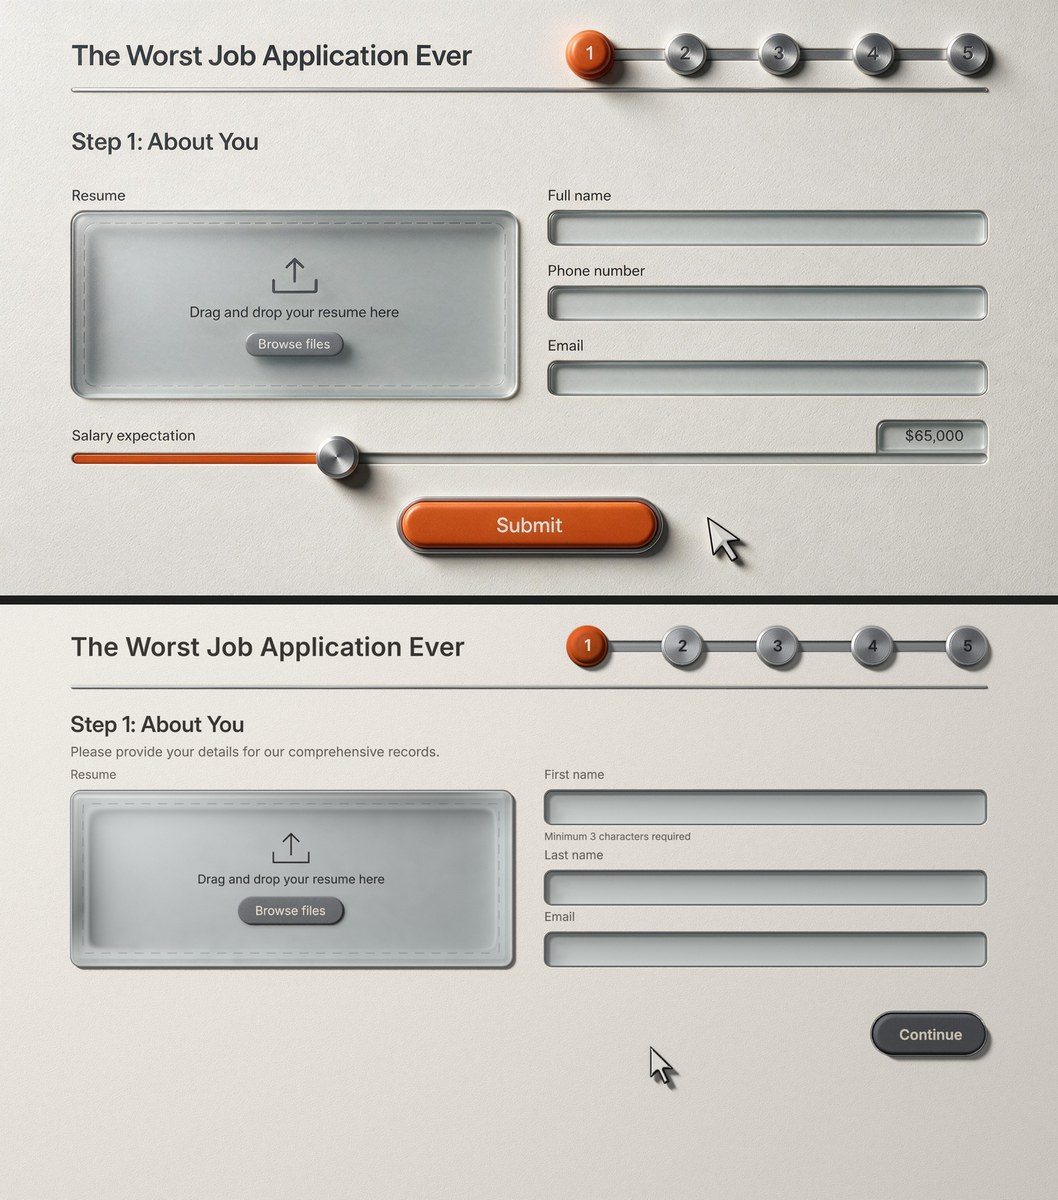 The Worst Job Application Ever
1 2 3 4 5
Step 1: About You
Resume
Drag and drop your resume here
Browse files
Full name
Phone number
Email
Salary expectation
$65,000
Submit
The Worst Job Application Ever
1 2 3 4 5
Step 1: About You
Please provide your details for our comprehensive records.
Resume
Drag and drop your resume here
Browse files
First name
Minimum 3 characters required
Last name
Email
Continue